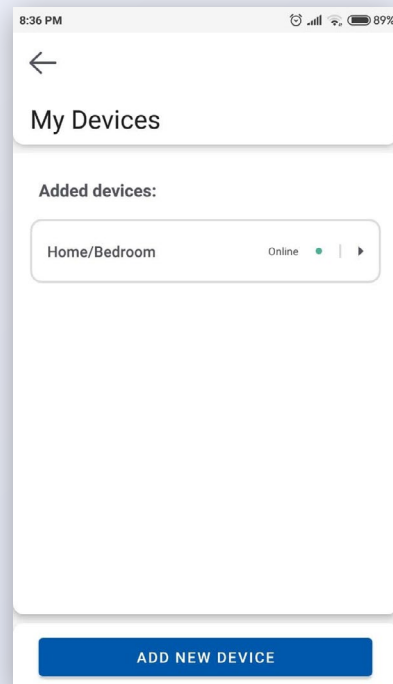 8:36 PM 89%
My Devices
Added devices:
Home/Bedroom Online
ADD NEW DEVICE